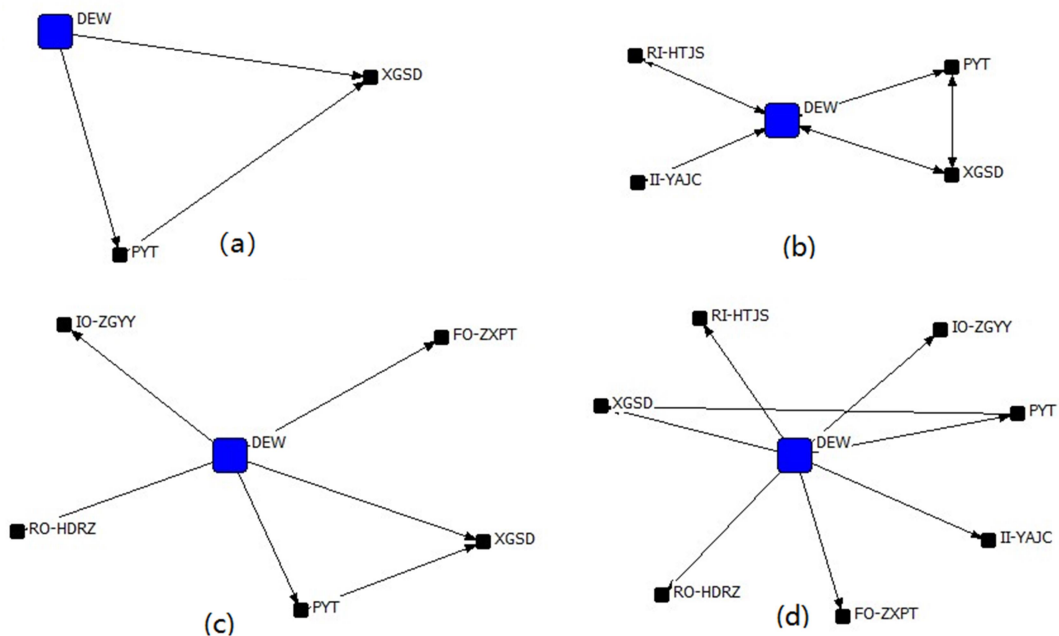 DEW
XGSD
PYT
(a)
RI-HTJS
PYT
DEW
XGSD
II-YAJC
(b)
IO-ZGYY
FO-ZXPT
DEW
RO-HDRZ
XGSD
PYT
(c)
RI-HTJS
IO-ZGYY
XGSD
PYT
DEW
II-YAJC
RO-HDRZ
FO-ZXPT
(d)